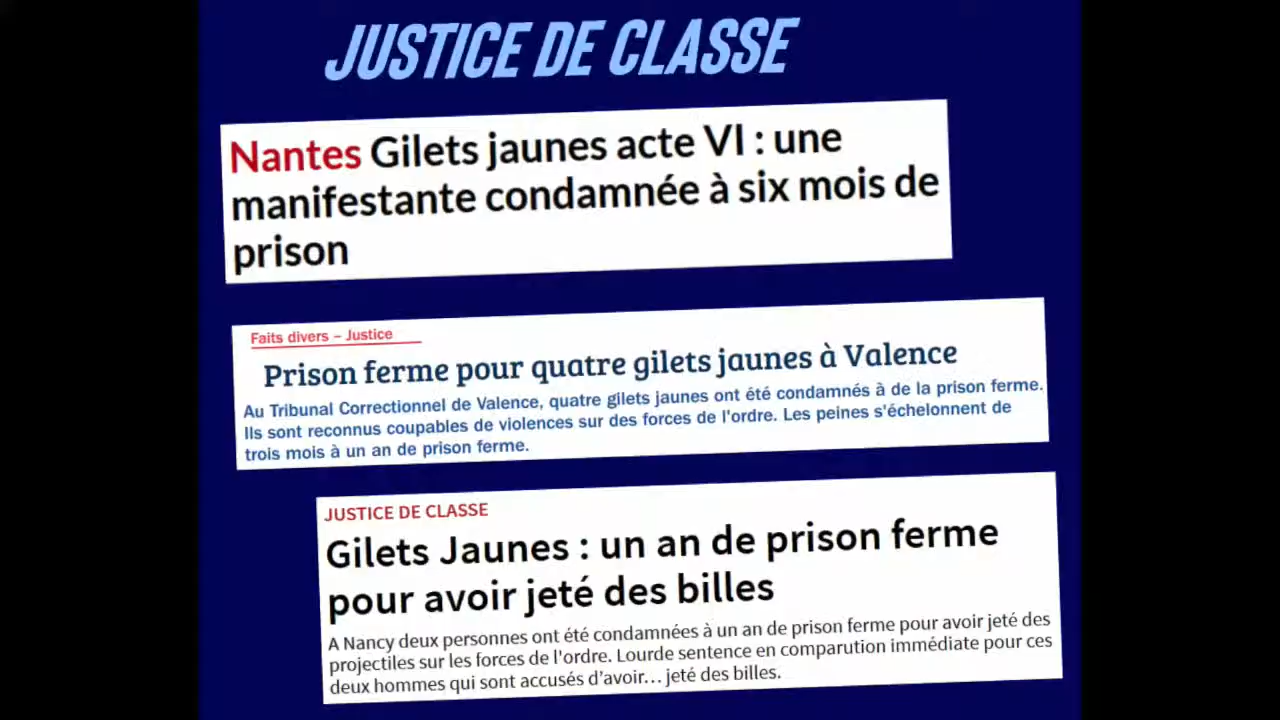 JUSTICE DE CLASSE
Nantes Gilets jaunes acte VI : une
manifestante condamnée à six mois de
prison
Faits divers – Justice
Prison ferme pour quatre gilets jaunes à Valence
Au Tribunal Correctionnel de Valence, quatre gilets jaunes ont été condamnés à de la prison ferme.
Ils sont reconnus coupables de violences sur des forces de l'ordre. Les peines s'échelonnent de
trois mois à un an de prison ferme.
JUSTICE DE CLASSE
Gilets Jaunes : un an de prison ferme
pour avoir jeté des billes
A Nancy deux personnes ont été condamnées à un an de prison ferme pour avoir jeté des
projectiles sur les forces de l'ordre. Lourde sentence en comparution immédiate pour ces
deux hommes qui sont accusés d'avoir… jeté des billes.